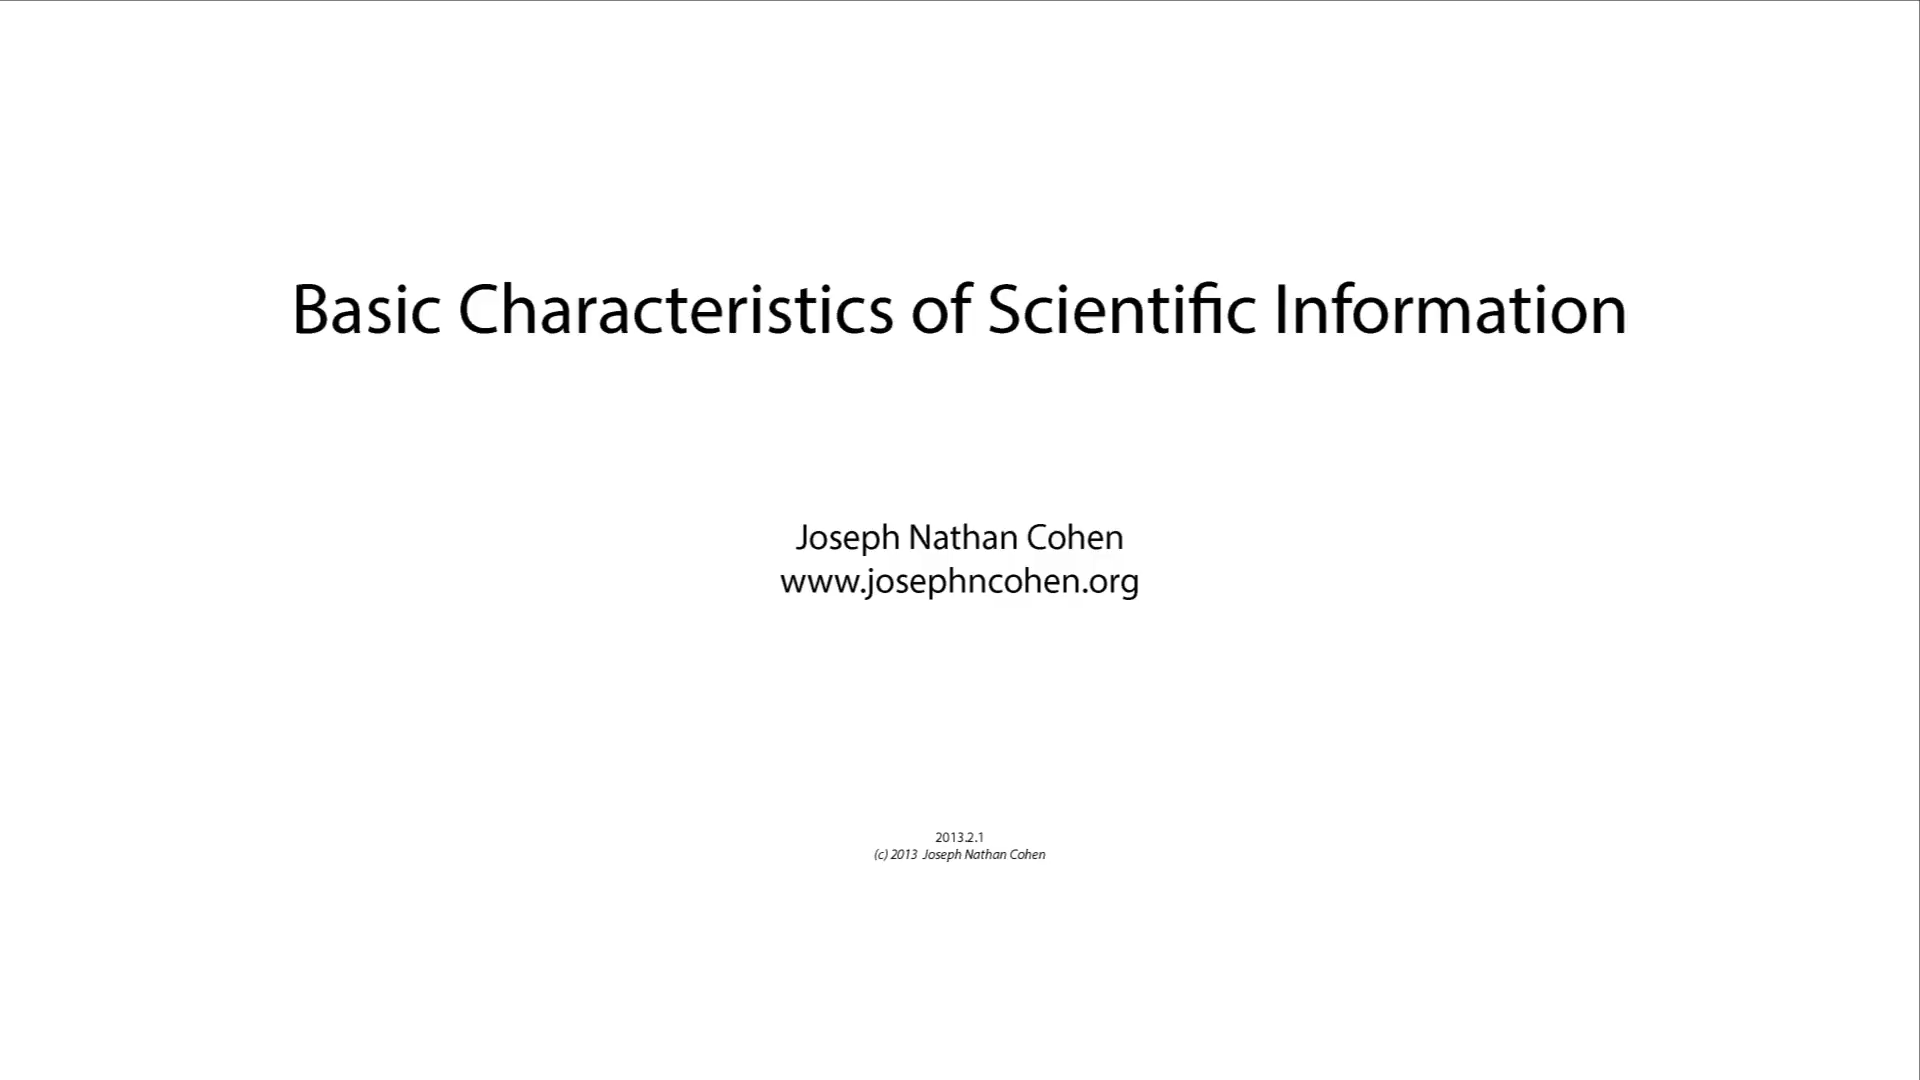 Basic Characteristics of Scientific Information
Joseph Nathan Cohen
www.josephncohen.org
2013.2.1
(c) 2013 Joseph Nathan Cohen